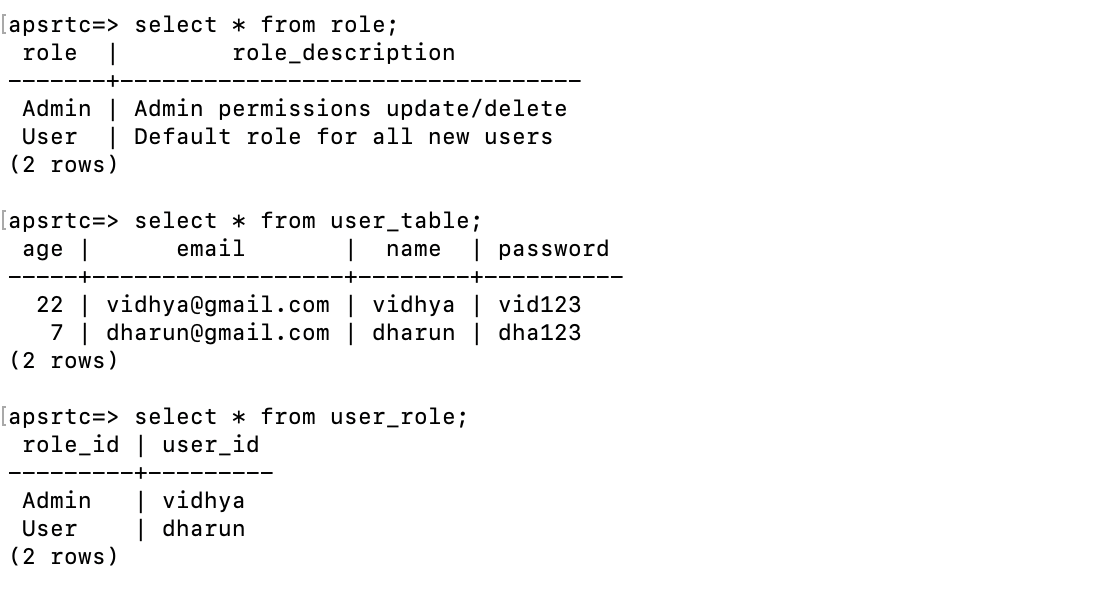 [apsrtc=> select * from role;
 role  |        role_description
-------+---------------------------------
 Admin | Admin permissions update/delete
 User  | Default role for all new users
(2 rows)

[apsrtc=> select * from user_table;
 age |      email       |  name  | password
-----+------------------+--------+----------
  22 | vidhya@gmail.com | vidhya | vid123
   7 | dharun@gmail.com | dharun | dha123
(2 rows)

[apsrtc=> select * from user_role;
 role_id | user_id
---------+---------
 Admin   | vidhya
 User    | dharun
(2 rows)